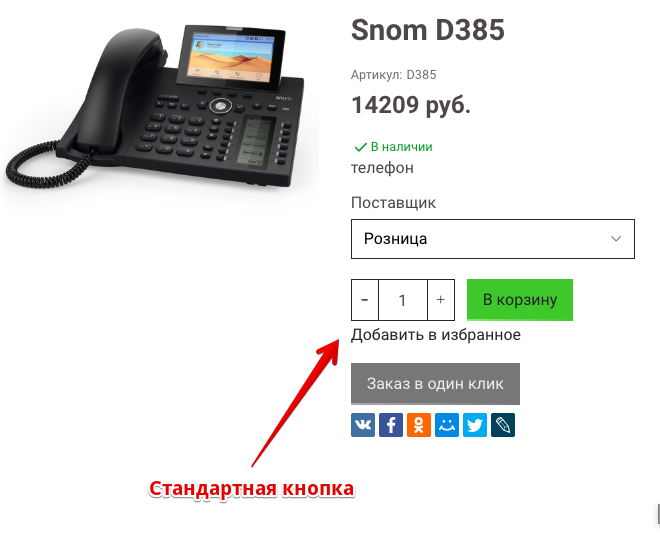 Snom D385
Артикул: D385
14209 руб.
В наличии
телефон
Поставщик
Розница
- 1 +
В корзину
Добавить в избранное
Заказ в один клик
Стандартная кнопка
snom